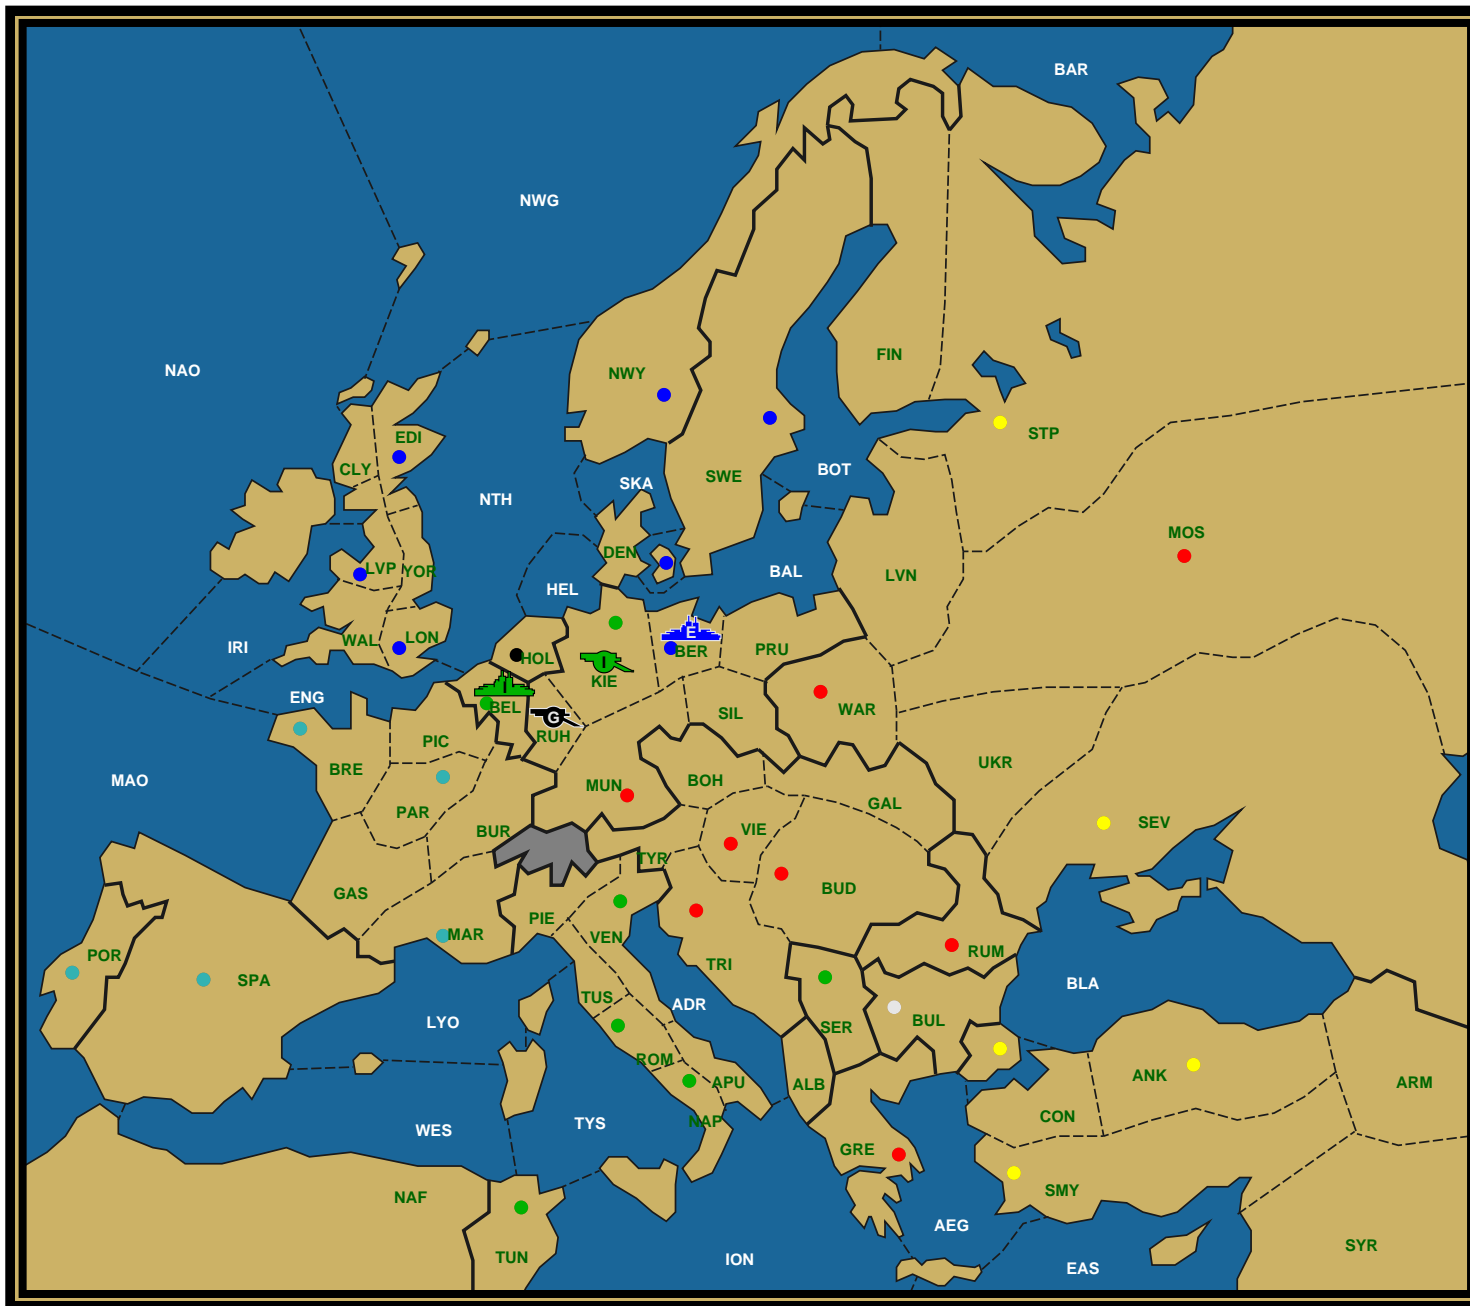 BAR
NWG
NAO
FIN
NWY
STP
EDI
CLY
SKA
BOT
SWE
NTH
MOS
DEN
LVP
YOR
BAL
LVN
HEL
E
WAL
LON
IRI
BER
PRU
HOL
I
KIE
ENG
I
BEL
G
SIL
WAR
RUH
PIC
UKR
BRE
MAO
MUN
BOH
GAL
PAR
SEV
BUR
VIE
TYR
BUD
GAS
PIE
MAR
VEN
RUM
POR
TRI
SPA
BLA
TUS
ADR
LYO
BUL
SER
ROM
ANK
APU
ALB
ARM
CON
NAP
TYS
WES
GRE
SMY
NAF
AEG
SYR
TUN
ION
EAS